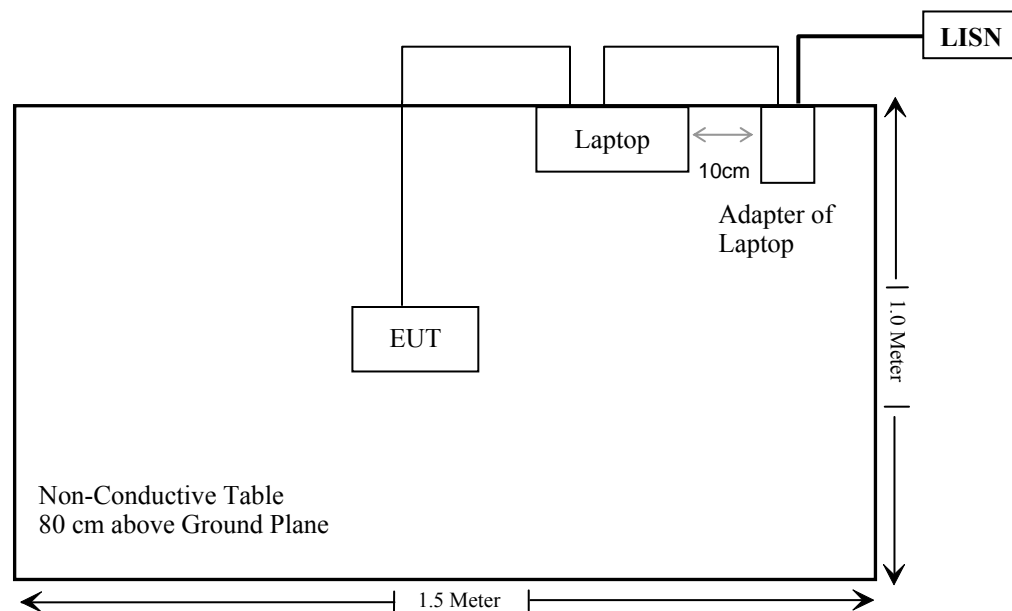 LISN
Laptop
10cm
Adapter of
Laptop
EUT
1.0 Meter
Non-Conductive Table
80 cm above Ground Plane
1.5 Meter